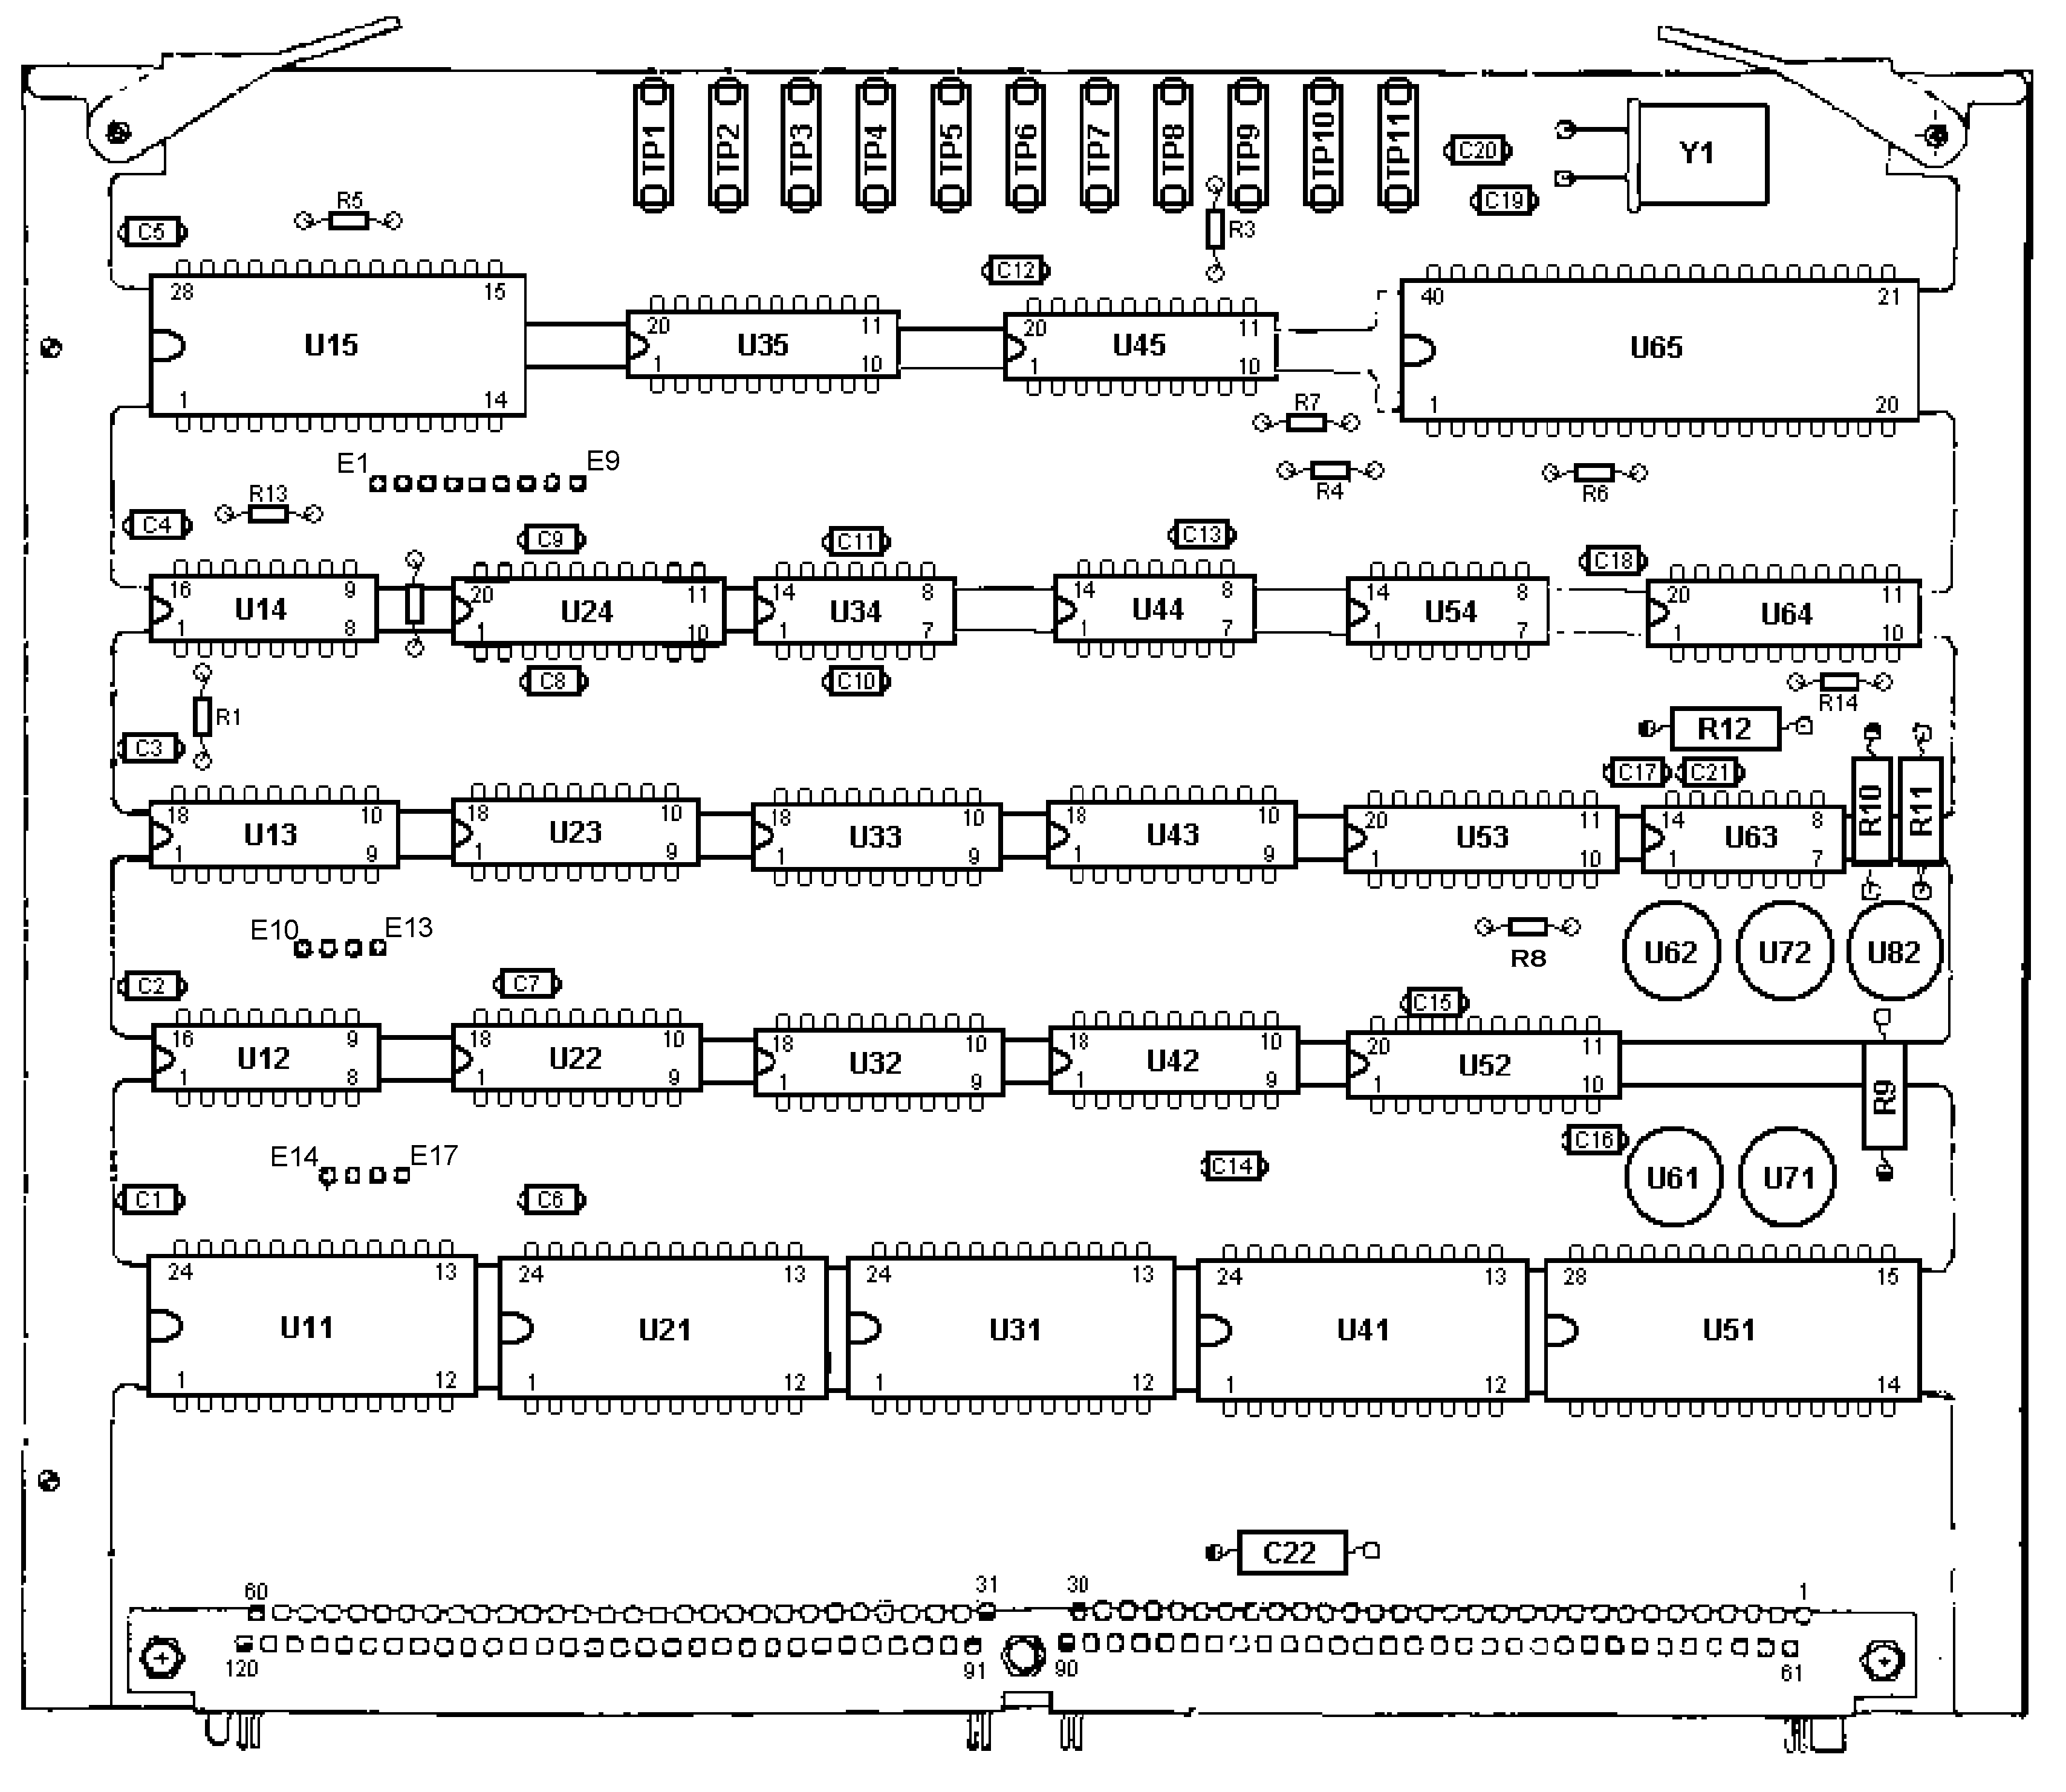 TP1 TP2 TP3 TP4 TP5 TP6 TP7 TP8 TP9 TP10 TP11
C20 Y1
C19
R5
C5 R3
C12
28 15 20 11 20 11 40 21
U15 U35 U45 U65
1 14 1 10 1 10 1 20
R7
E1 E9
R4 R6
R13
C4 C9 C11 C13
C18
16 9 20 11 14 8 14 8 14 8 20 11
U14 U24 U34 U44 U54 U64
1 8 1 10 1 7 1 7 1 7 1 10
C8 C10
R14
R1
R12
C3
C17 C21
R10 R11
18 10 18 10 18 10 18 10 20 11 14 8
U13 U23 U33 U43 U53 U63
1 9 1 9 1 9 1 9 1 10 1 7
E10 E13
R8
U62 U72 U82
C2 C7
C15
16 9 18 10 18 10 18 10 20 11
U12 U22 U32 U42 U52
1 8 1 9 1 9 1 9 1 10
R9
C16
E14 E17
C14
U61 U71
C1 C6
24 13 24 13 24 13 24 13 28 15
U11 U21 U31 U41 U51
1 12 1 12 1 12 1 12 1 14
C22
60 31 30 1
120 91 90 61